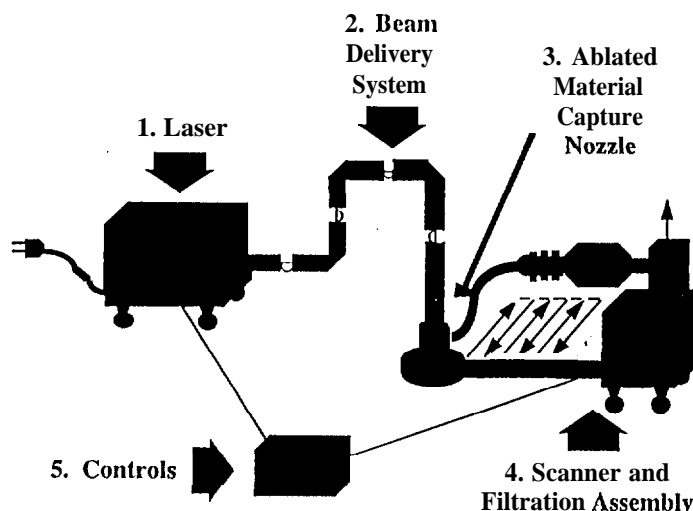 2. Beam
Delivery
System
3. Ablated
Material
Capture
Nozzle
1. Laser
5. Controls
4. Scanner and
Filtration Assembly